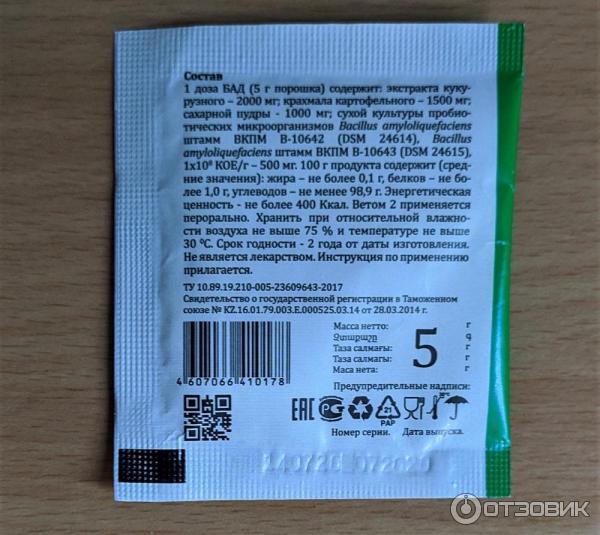 Состав
1 доза БАД (5 г порошка) содержит: экстракта куку-
рузного – 2000 мг; крахмала картофельного – 1500 мг;
сахарной пудры - 1000 мг; сухой культуры пробио-
тических микроорганизмов Bacillus amyloliquefaciens
штамм ВКПМ В-10642 (DSM 24614), Bacillus
amyloliquefaciens штамм ВКПМ В-10643 (DSM 24615),
1x10⁸ КОЕ/г – 500 мг. 100 г продукта содержит (сред-
ние значения): жира – не более 0,1 г, белков – не бо-
лее 1,0 г, углеводов – не менее 98,9 г. Энергетическая
ценность - не более 400 Ккал. Ветом 2 применяется
перорально. Хранить при относительной влажно-
сти воздуха не выше 75 % и температуре не выше
30 °С. Срок годности - 2 года от даты изготовления.
Не является лекарством. Инструкция по применению
прилагается.
ТУ 10.89.19.210-005-23609643-2017
Свидетельство о государственной регистрации в Таможенном
союзе № KZ.16.01.79.003.E.000525.03.14 от 28.03.2014 г.
Масса нетто: г
Զտաքաշը գ
Таза салмағы: г
Таза салмагы: г
Маса нета: г
5
4607066410178
Предупредительные надписи:
ЕАС РС 21 PAP
Номер серии. Дата выпуска.
140720 072020
ОТЗОВИК